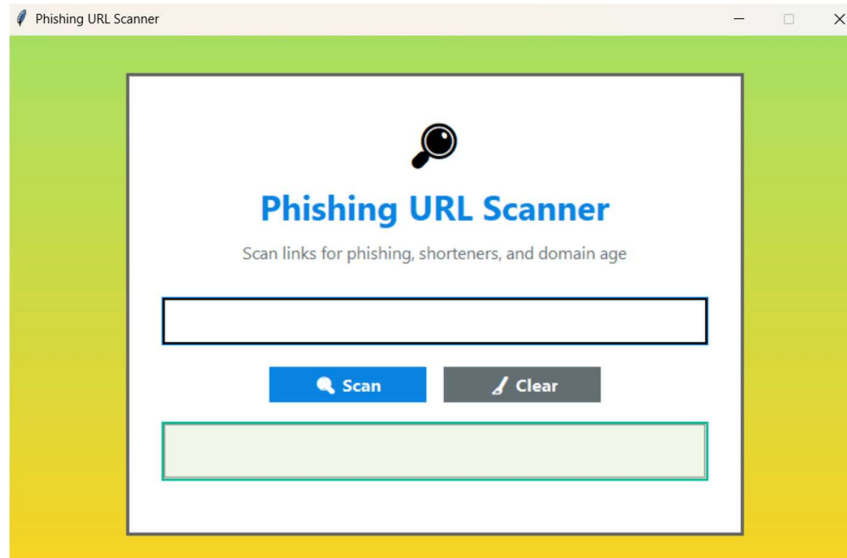 Phishing URL Scanner
Phishing URL Scanner
Scan links for phishing, shorteners, and domain age
Scan Clear